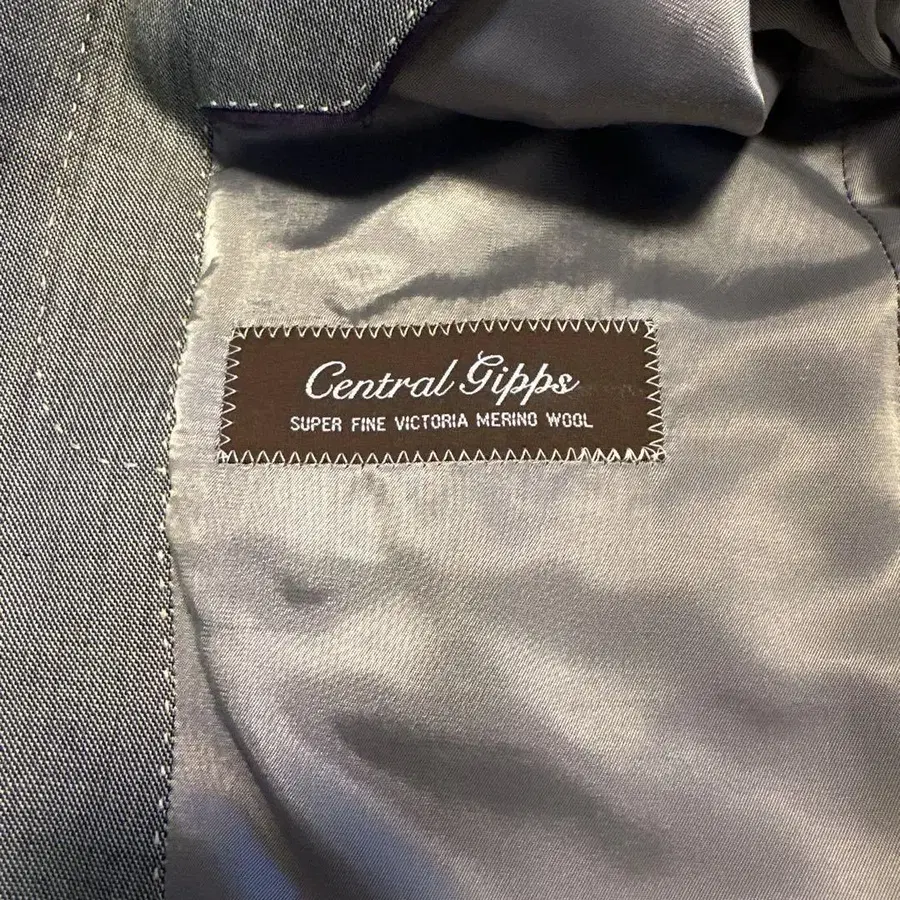 Central Gipps
SUPER FINE VICTORIA MERINO WOOL